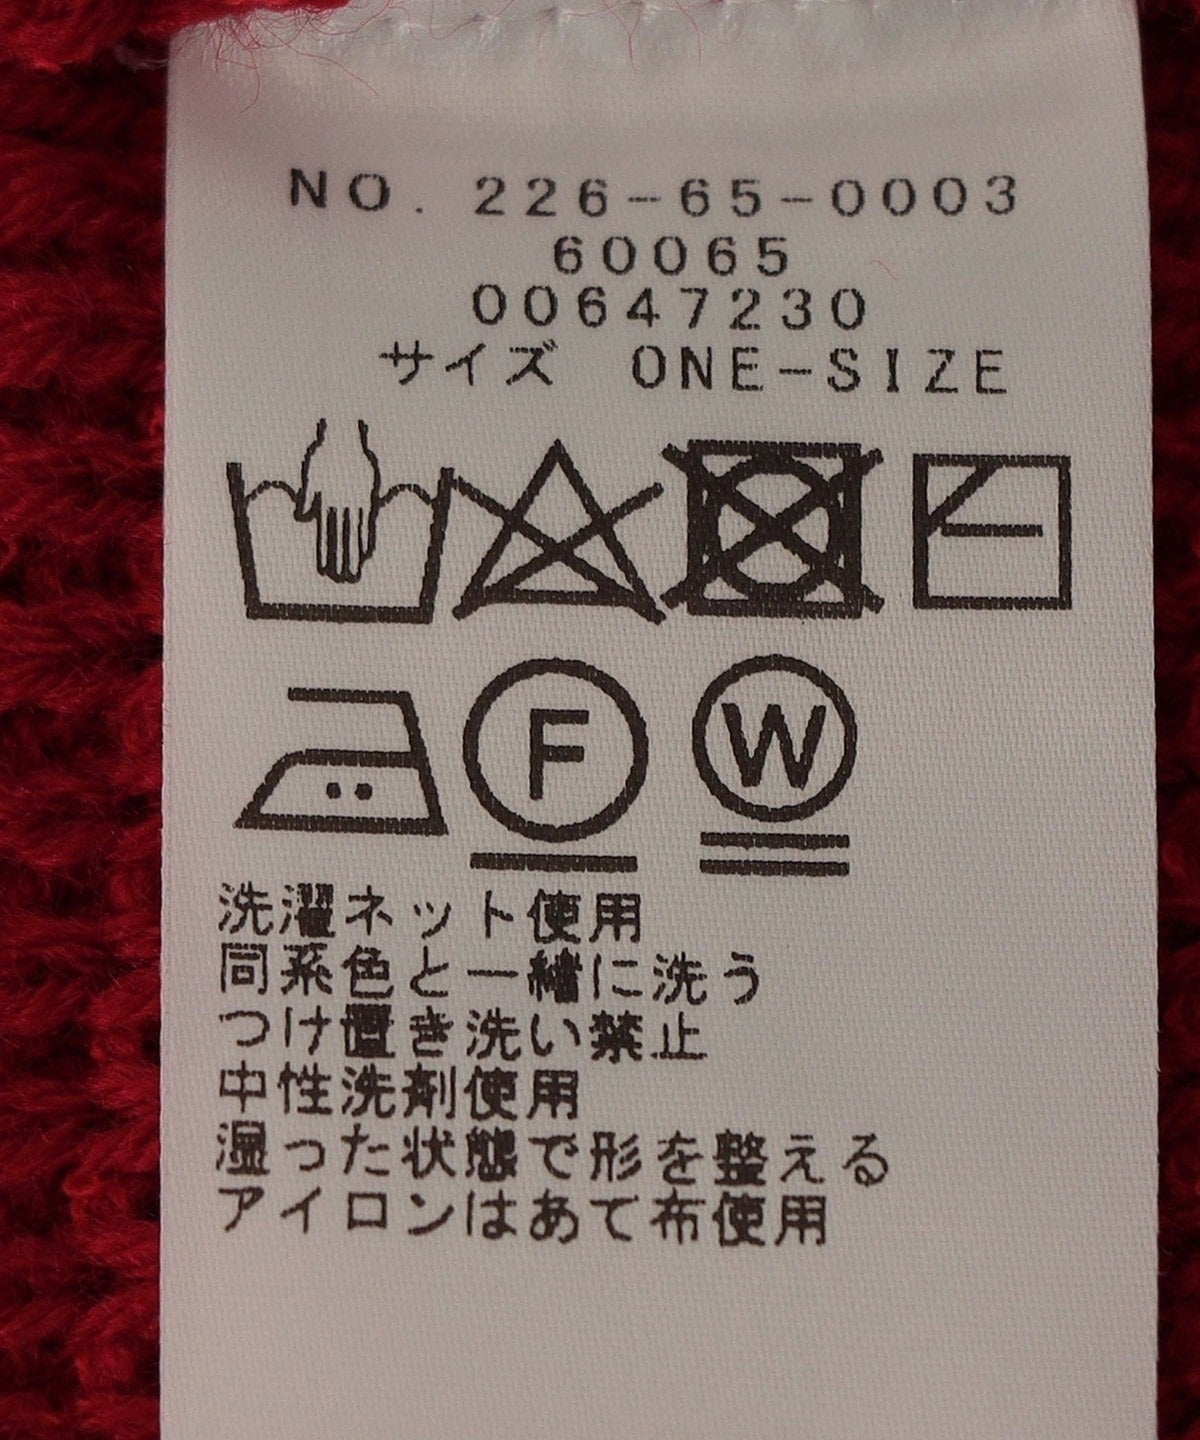 NO. 226-65-0003
60065
00647230
サイズ ONE-SIZE
F W
洗濯ネット使用
同系色と一緒に洗う
つけ置き洗い禁止
中性洗剤使用
湿った状態で形を整える
アイロンはあて布使用